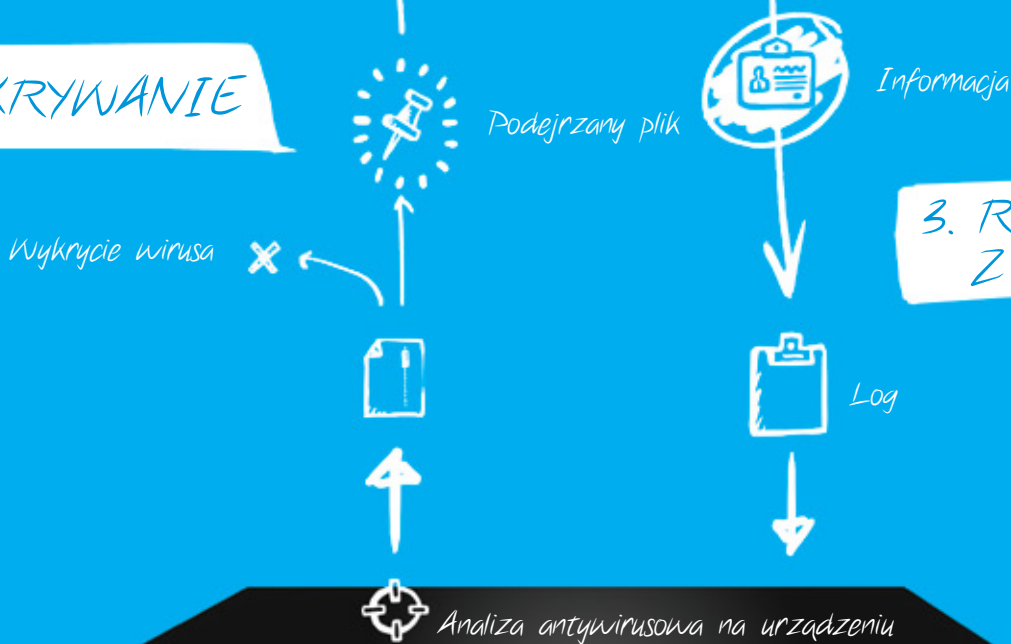 KRYWANIE
Podejrzany plik
Informacja
Wykrycie wirusa
3. R
Z
Log
Analiza antywirusowa na urządzeniu